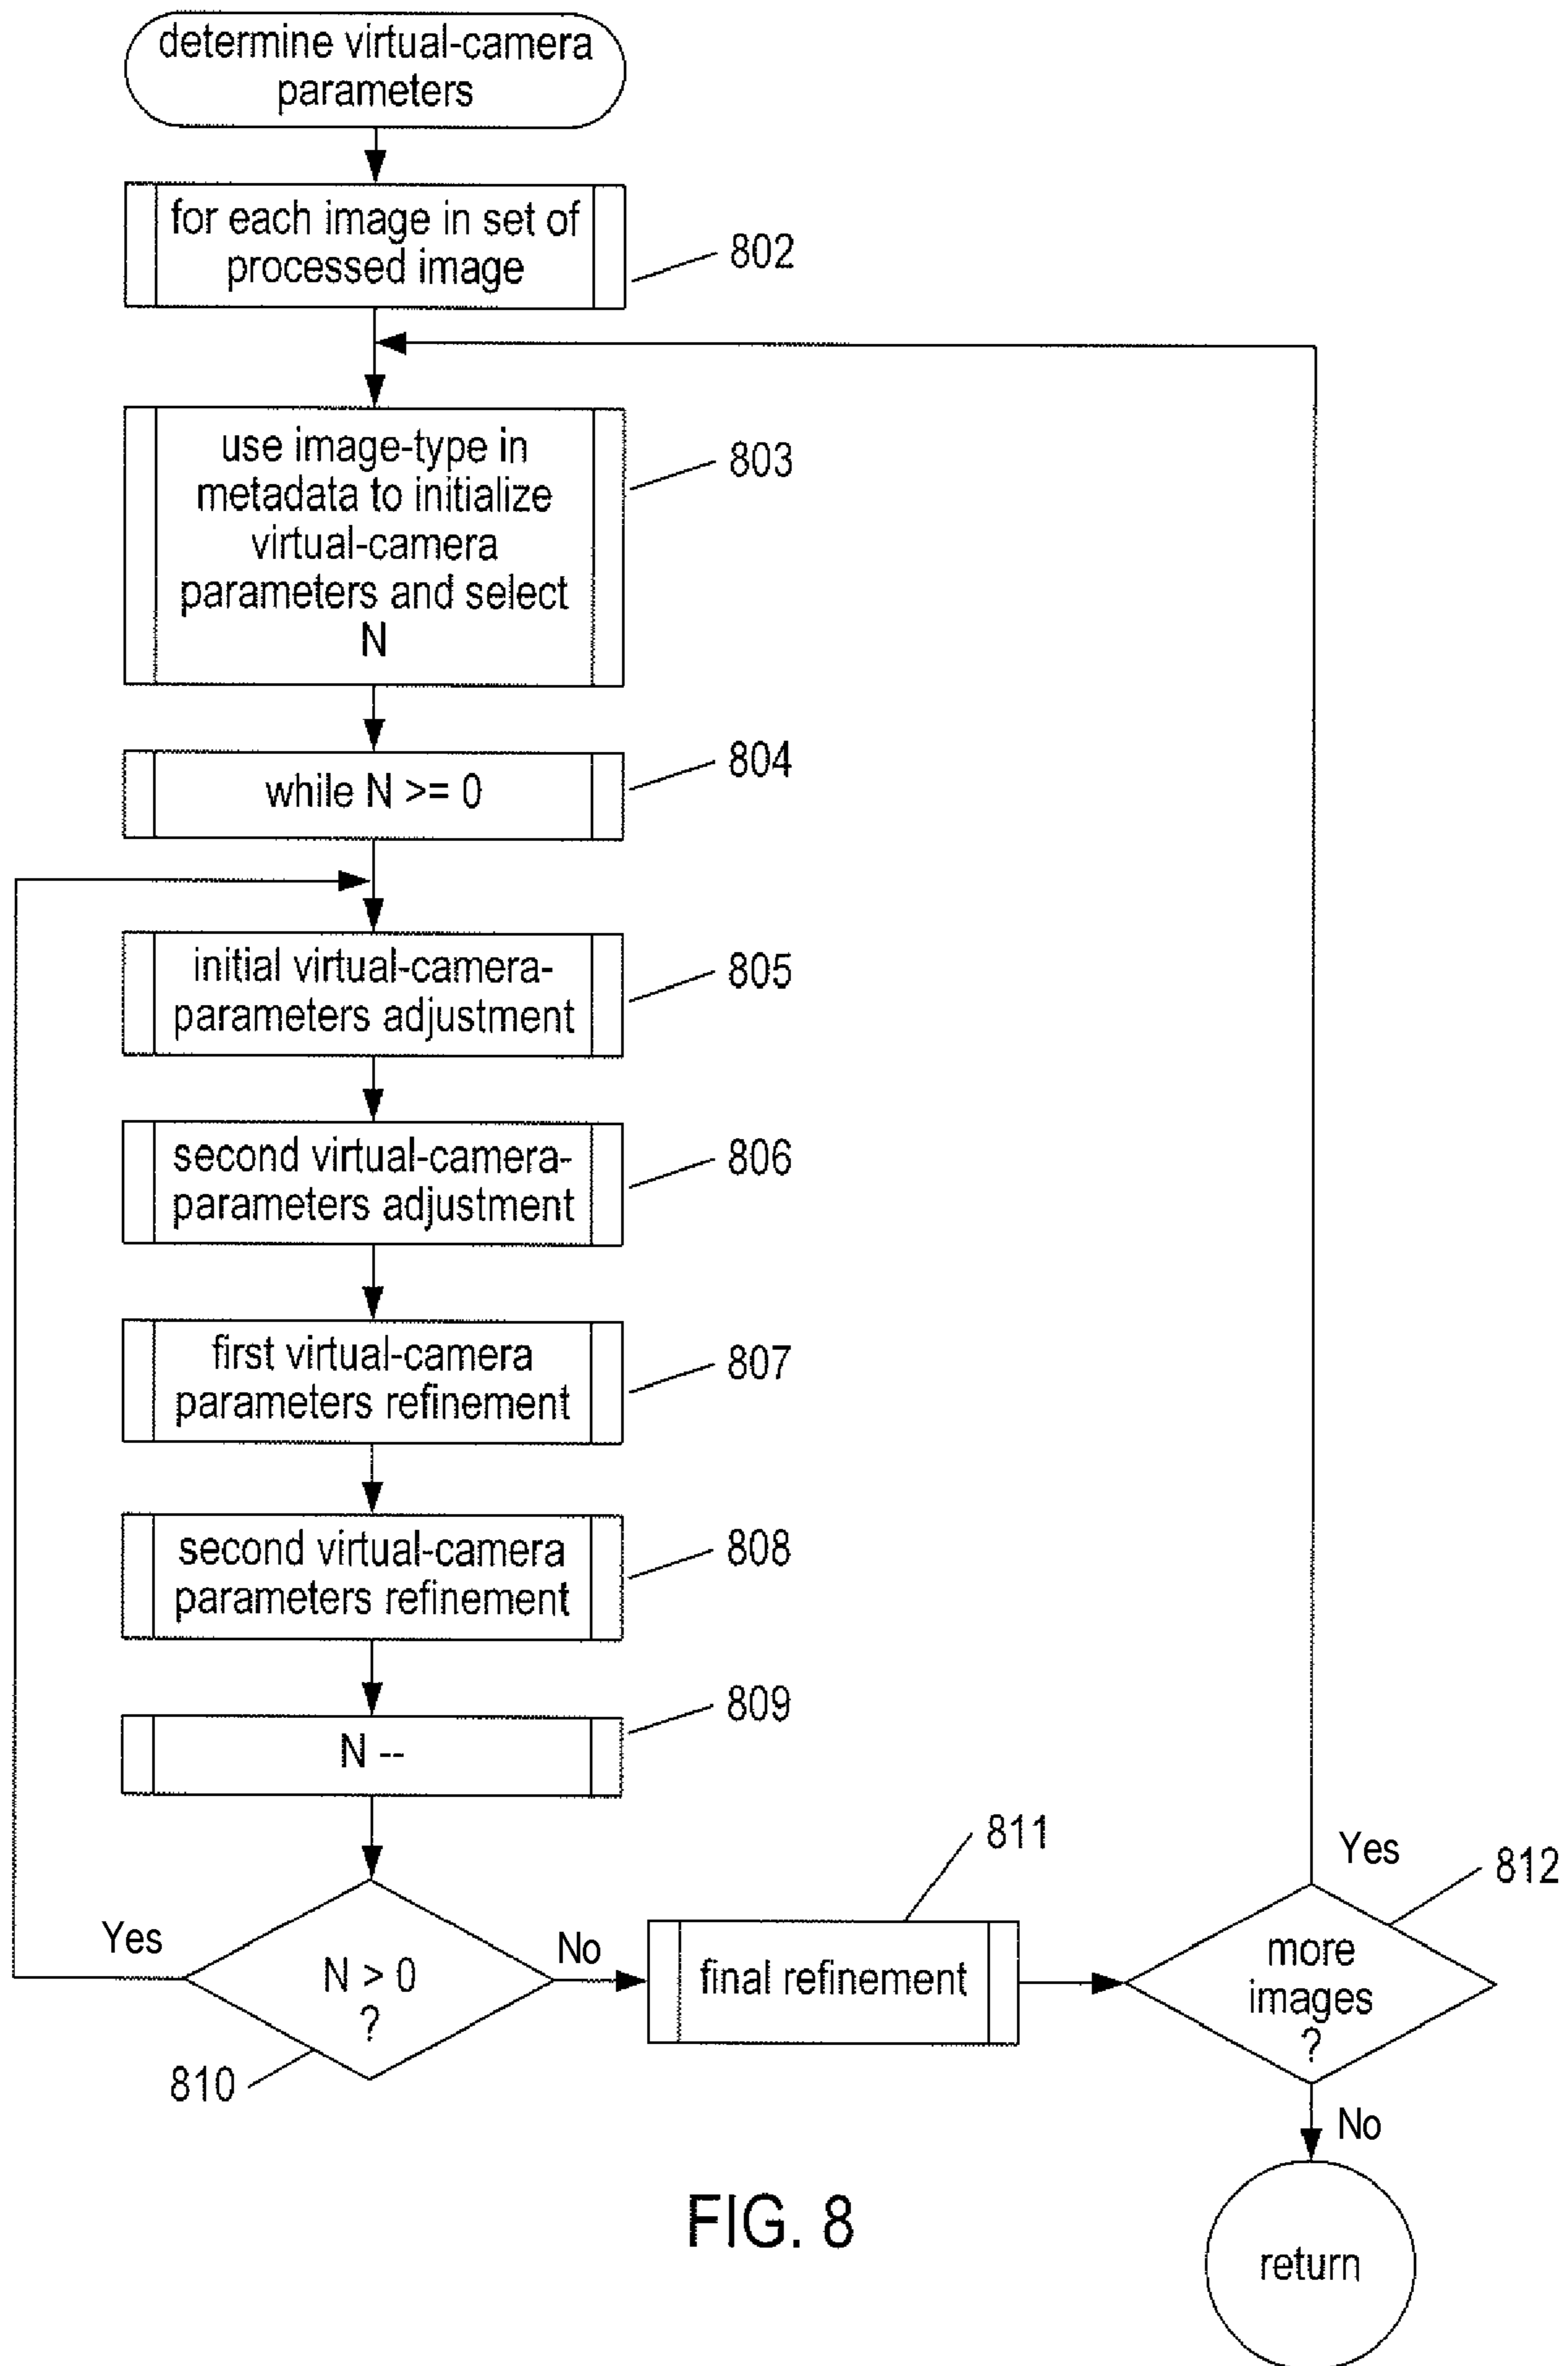 determine virtual-camera
parameters
for each image in set of
processed image
802
use image-type in
metadata to initialize
virtual-camera
parameters and select
N
803
while N >= 0
804
initial virtual-camera-
parameters adjustment
805
second virtual-camera-
parameters adjustment
806
first virtual-camera
parameters refinement
807
second virtual-camera
parameters refinement
808
N --
809
Yes
N > 0
?
810
No
final refinement
811
more
images
?
812
Yes
No
return
FIG. 8